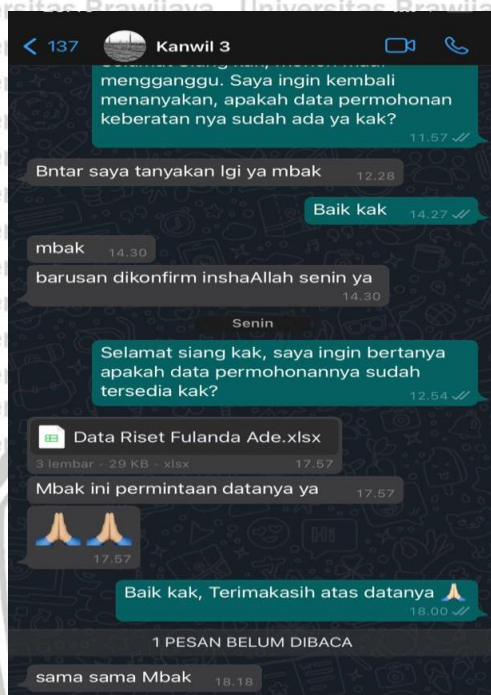 Universitas Brawijaya
< 137 Kanwil 3
mengganggu. Saya ingin kembali
menanyakan, apakah data permohonan
keberatan nya sudah ada ya kak?
11.57
Bntar saya tanyakan lgi ya mbak 12.28
Baik kak 14.27
mbak 14.30
barusan dikonfirm inshaAllah senin ya
14.30
Senin
Selamat siang kak, saya ingin bertanya
apakah data permohonannya sudah
tersedia kak?
12.54
Data Riset Fulanda Ade.xlsx
3 lembar - 29 KB - xlsx 17.57
Mbak ini permintaan datanya ya 17.57
🙏🏻 🙏🏻
17.57
Baik kak, Terimakasih atas datanya 🙏🏻
18.00
1 PESAN BELUM DIBACA
sama sama Mbak 18.18